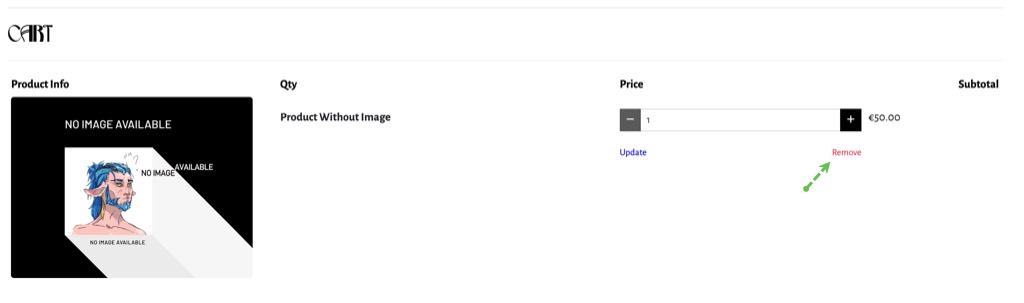 CART
Product Info Qty Price Subtotal
NO IMAGE AVAILABLE
Product Without Image
− 1 + €50.00
Update Remove
AVAILABLE
NO IMAGE
NO IMAGE AVAILABLE